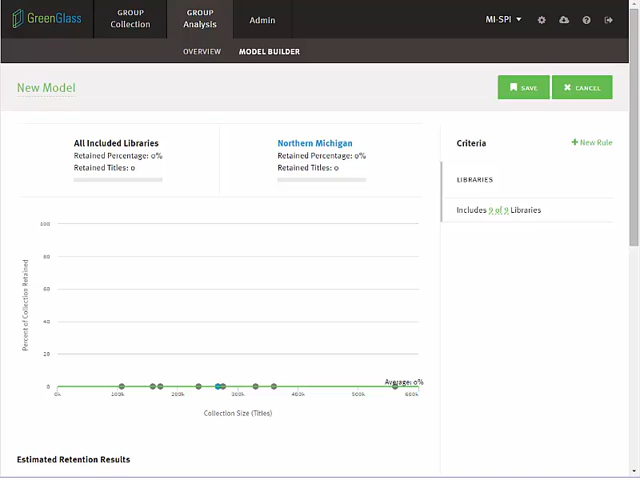 GreenGlass
GROUP
Collection
GROUP
Analysis
Admin
MI-SPI
OVERVIEW
MODEL BUILDER
New Model
SAVE
CANCEL
All Included Libraries
Retained Percentage: 0%
Retained Titles: 0
Northern Michigan
Retained Percentage: 0%
Retained Titles: 0
Criteria
New Rule
LIBRARIES
Includes 9 of 9 Libraries
Percent of Collection Retained
100
80
60
40
20
0
Average: 0%
0k
100k
200k
300k
400k
500k
600k
Collection Size (Titles)
Estimated Retention Results